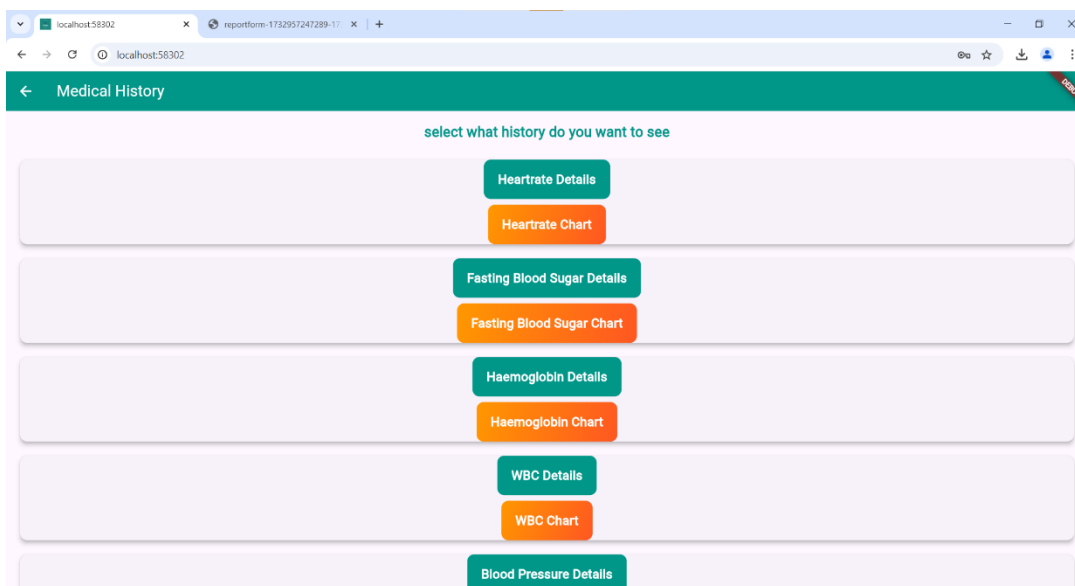 localhost:58302
reportform-1732957247289-17
localhost:58302
Medical History
select what history do you want to see
Heartrate Details
Heartrate Chart
Fasting Blood Sugar Details
Fasting Blood Sugar Chart
Haemoglobin Details
Haemoglobin Chart
WBC Details
WBC Chart
Blood Pressure Details